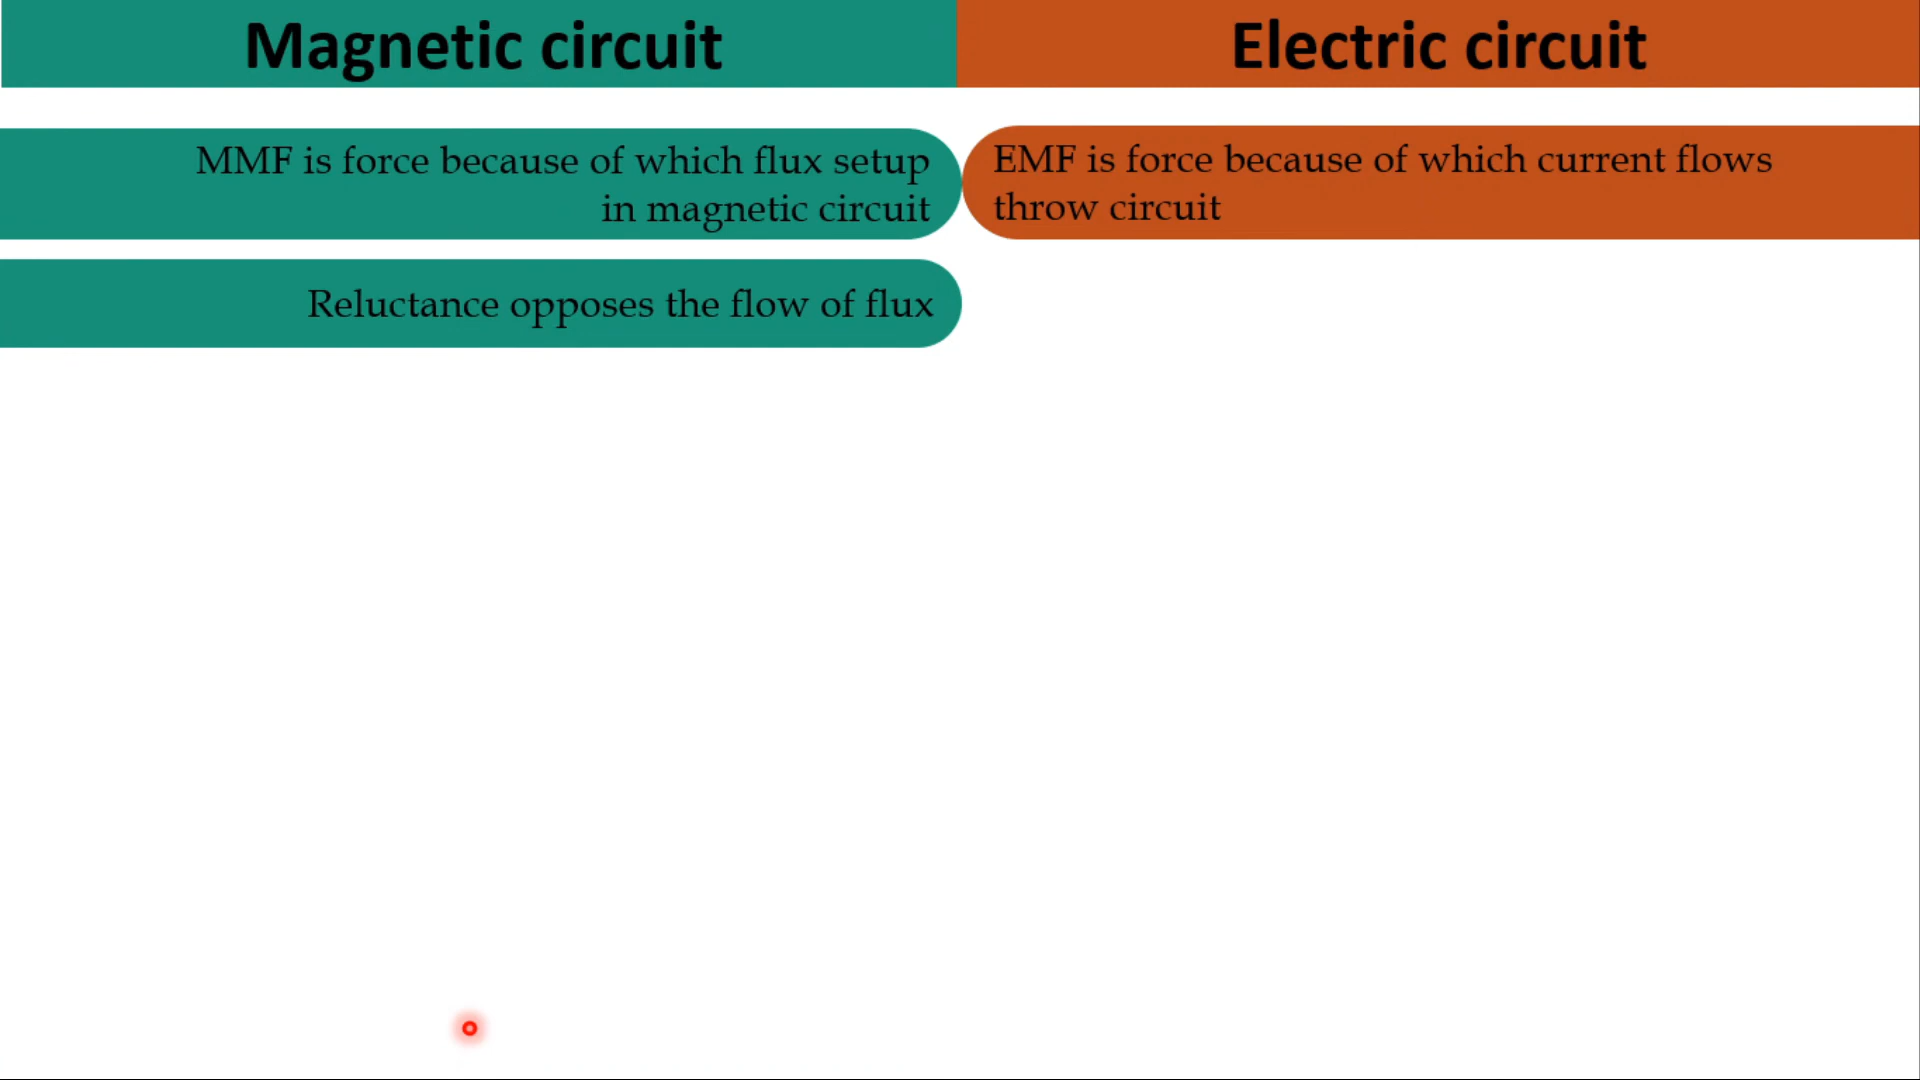 Magnetic circuit
Electric circuit
MMF is force because of which flux setup
in magnetic circuit
EMF is force because of which current flows
throw circuit
Reluctance opposes the flow of flux